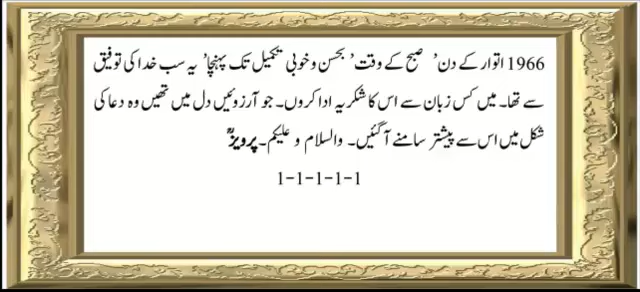 1966 اتوار کے دن’ صبح کے وقت’ بحسن و خوبی تکمیل تک پہنچا’ یہ سب خدا کی توفیق
سے تھا۔ میں کس زبان سے اس کا شکریہ ادا کروں۔ جو آرزوئیں دل میں تھیں وہ دعا کی
شکل میں اس سے پیشتر سامنے آ گئیں۔ والسلام و علیکم۔ پرویزؒ
1-1-1-1-1